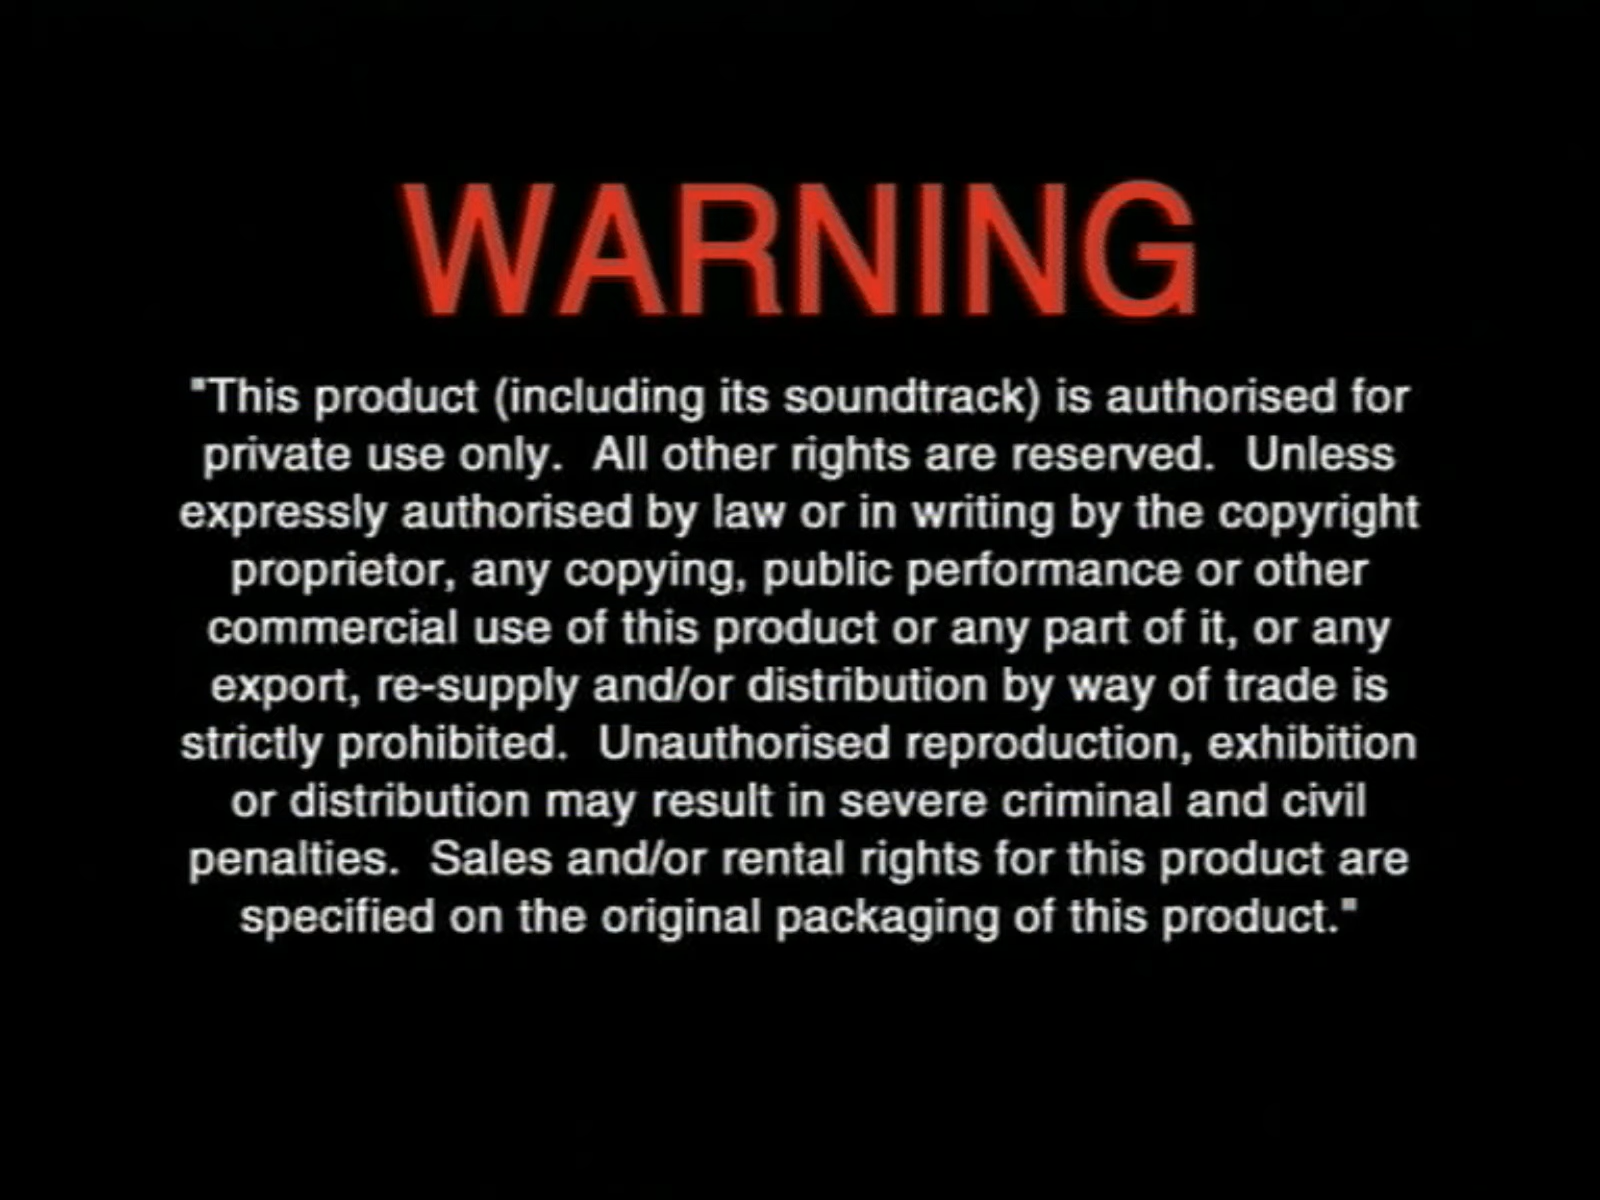 WARNING
"This product (including its soundtrack) is authorised for
private use only.  All other rights are reserved.  Unless
expressly authorised by law or in writing by the copyright
proprietor, any copying, public performance or other
commercial use of this product or any part of it, or any
export, re-supply and/or distribution by way of trade is
strictly prohibited.  Unauthorised reproduction, exhibition
or distribution may result in severe criminal and civil
penalties.  Sales and/or rental rights for this product are
specified on the original packaging of this product."